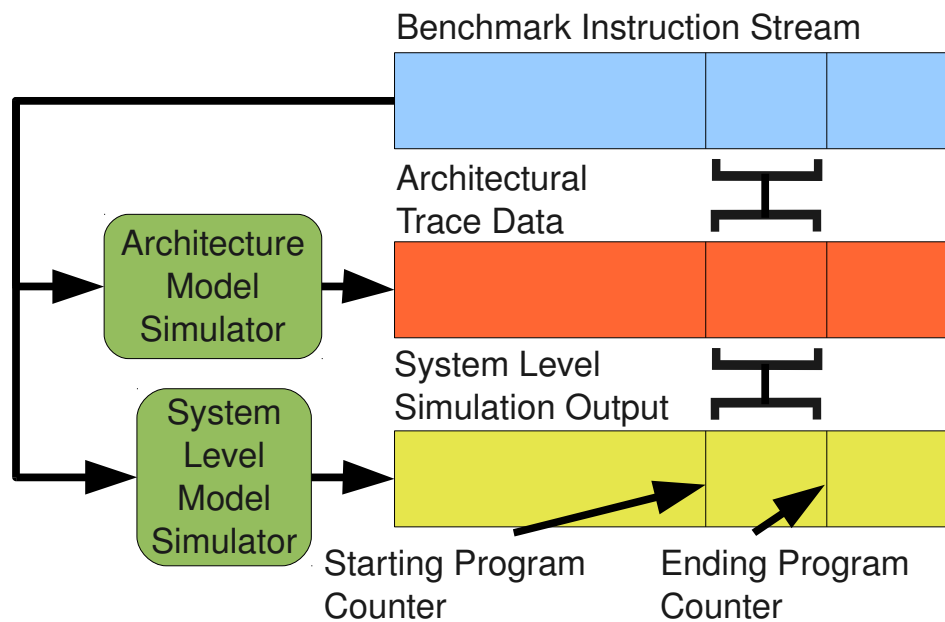 Benchmark Instruction Stream
Architectural
Trace Data
Architecture
Model
Simulator
System Level
Simulation Output
System
Level
Model
Simulator
Starting Program
Counter
Ending Program
Counter